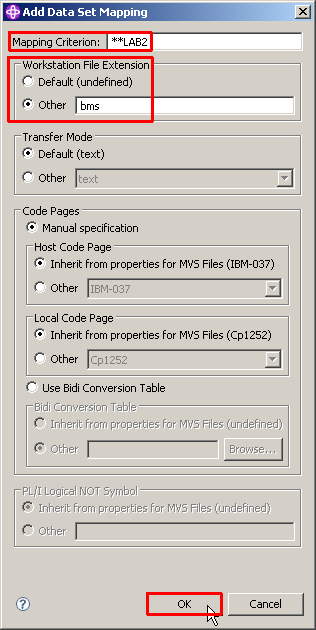 Add Data Set Mapping
Mapping Criterion: **LAB2
Workstation File Extension
Default (undefined)
Other bms
Transfer Mode
Default (text)
Other text
Code Pages
Manual specification
Host Code Page
Inherit from properties for MVS Files (IBM-037)
Other IBM-037
Local Code Page
Inherit from properties for MVS Files (Cp1252)
Other Cp1252
Use Bidi Conversion Table
Bidi Conversion Table
Inherit from properties for MVS Files (undefined)
Other Browse...
PL/I Logical NOT Symbol
Inherit from properties for MVS Files (undefined)
Other
? OK Cancel